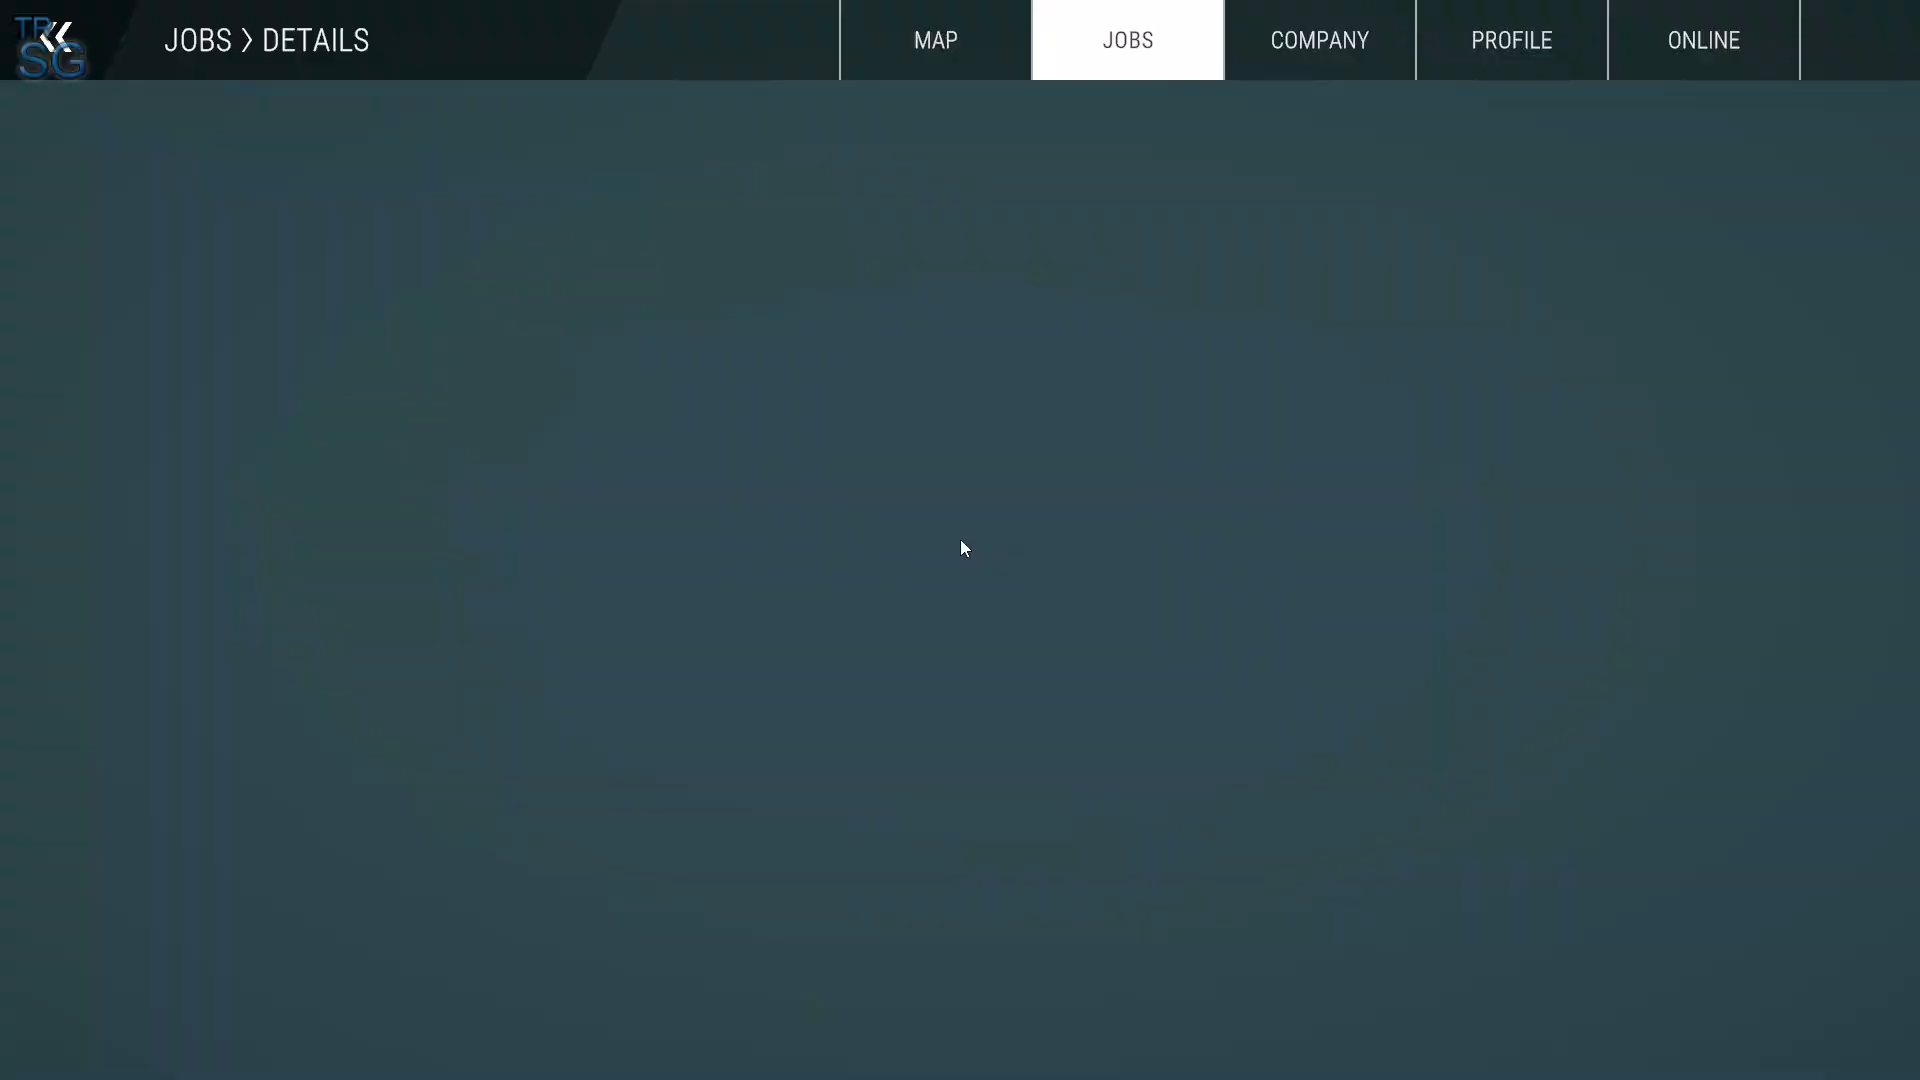 TR
SG
JOBS > DETAILS
MAP
JOBS
COMPANY
PROFILE
ONLINE